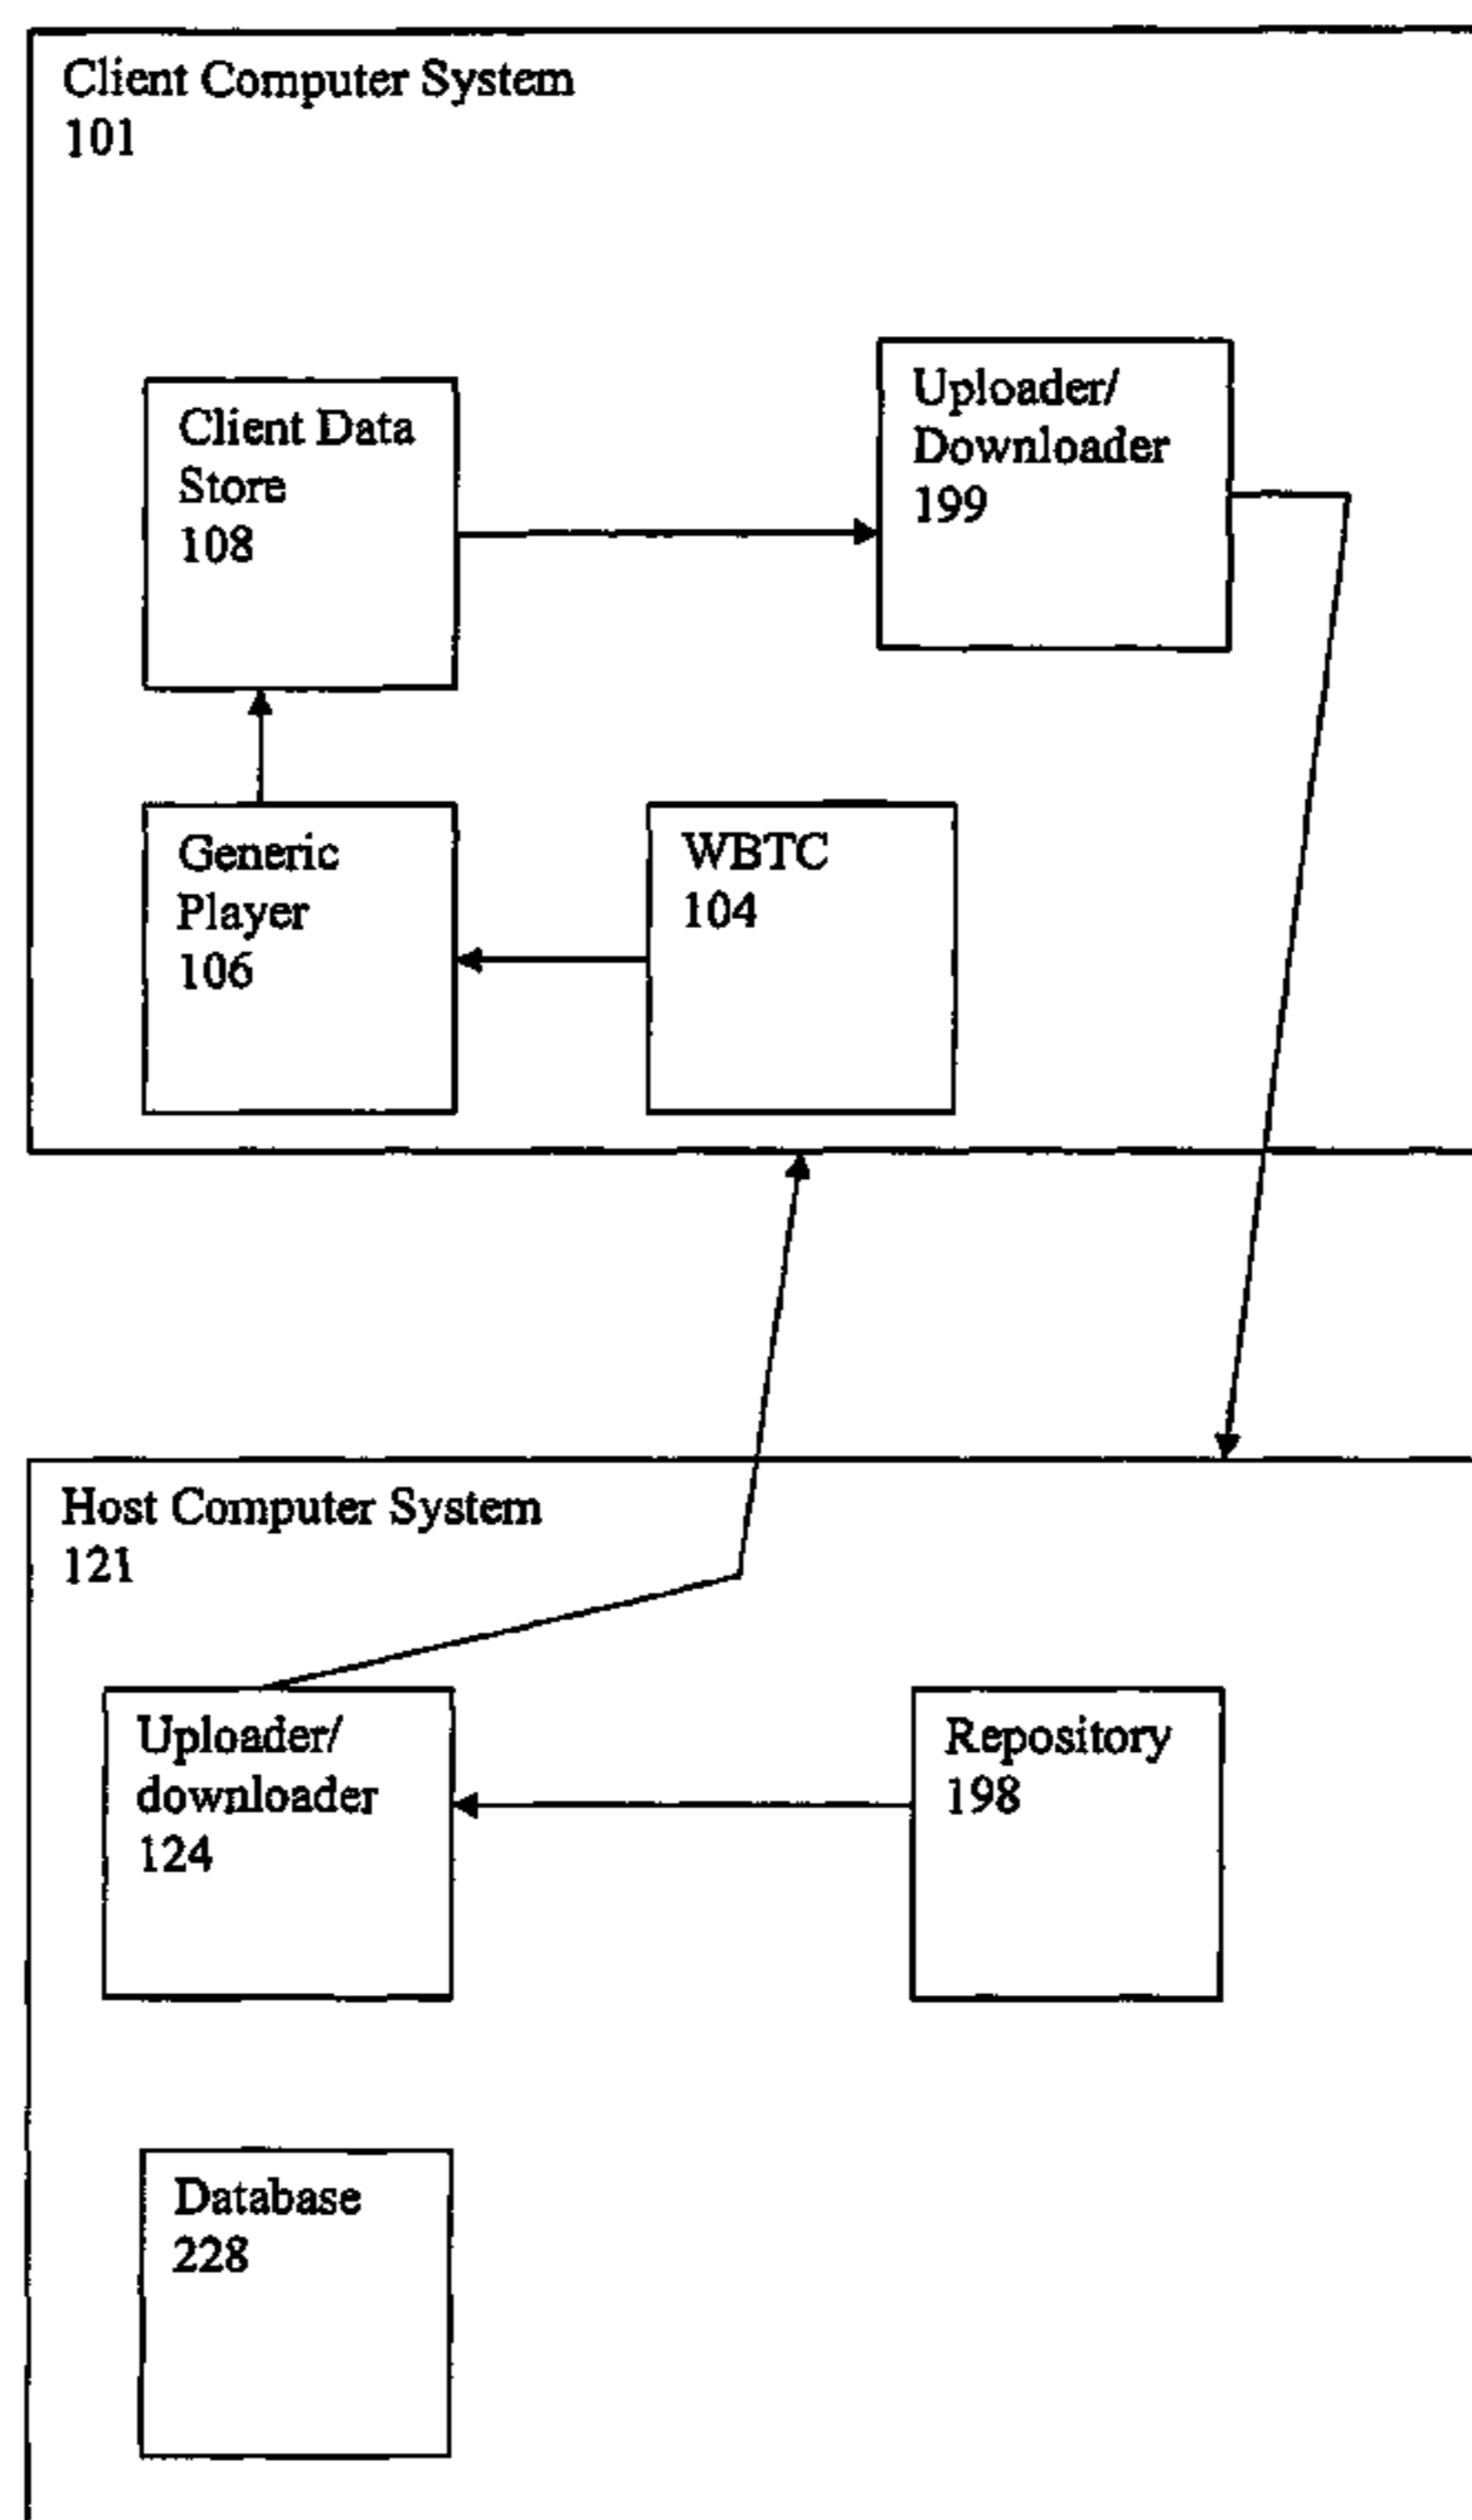 Client Computer System
101
Client Data
Store
108
Uploader/
Downloader
199
Generic
Player
106
WBTC
104
Host Computer System
121
Uploader/
downloader
124
Repository
198
Database
228